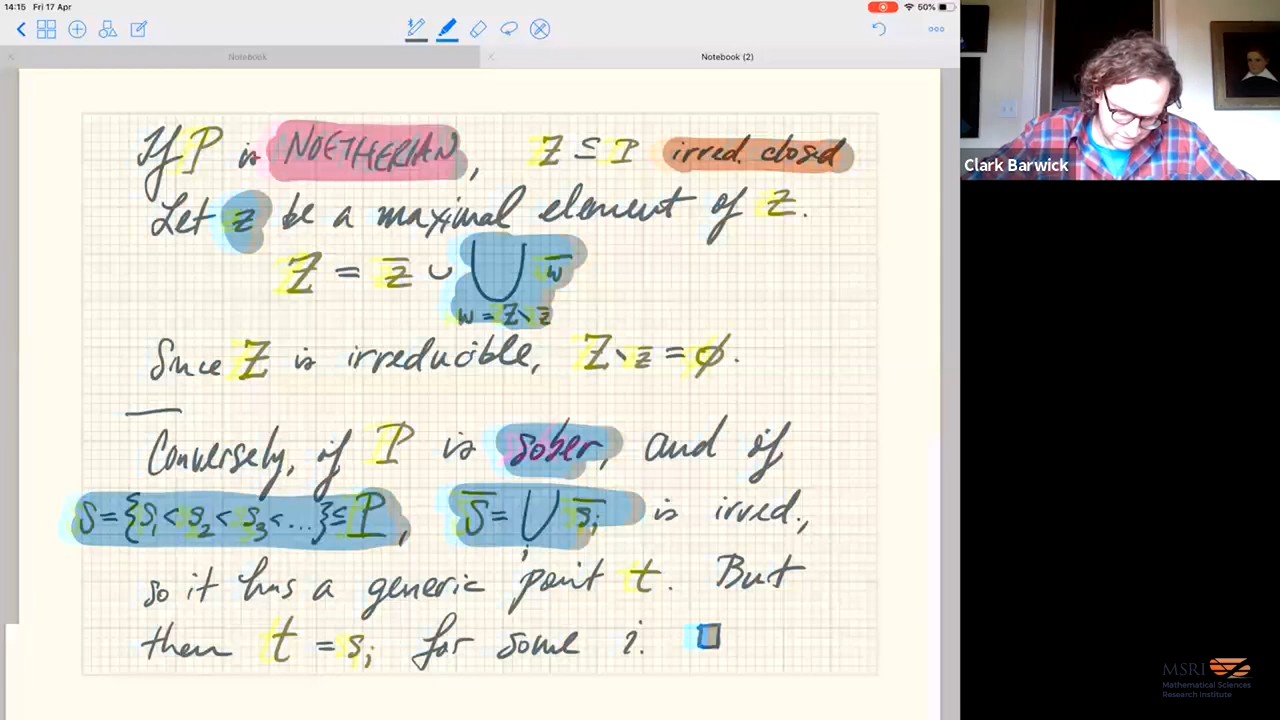 14:15 Fri 17 Apr
50%
Notebook
Notebook (2)
If P is NOETHERIAN, Z ⊆ P irred. closed
Let z be a maximal element of Z.
Z = z̄ ∪ ⋃ w̄
w = Z∖z̄
Since Z is irreducible, Z∖z̄ = ∅.
Conversely, if P is sober, and if
S = {s₁ < s₂ < s₃ < ...} ⊆ P, S̄ = ⋃ s̄ᵢ is irred.,
i
so it has a generic point t. But
then t = sᵢ for some i. □
Clark Barwick
MSRI
Mathematical Sciences
Research Institute